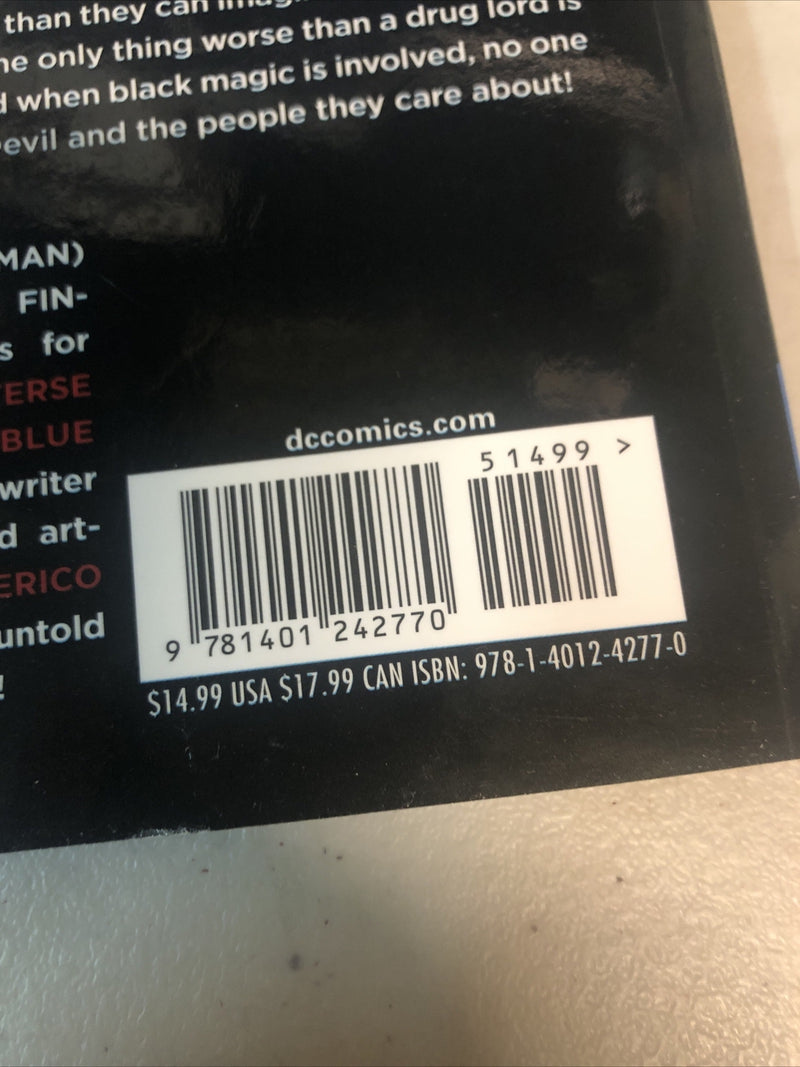 than they can
only thing worse than a drug lord is
when black magic is involved, no one
evil and the people they care about!
MAN)
FIN-
s for
ERSE
BLUE
writer
d art-
ERICO
untold
!
dccomics.com
51499 >
9 781401 242770
$14.99 USA $17.99 CAN ISBN: 978-1-4012-4277-0